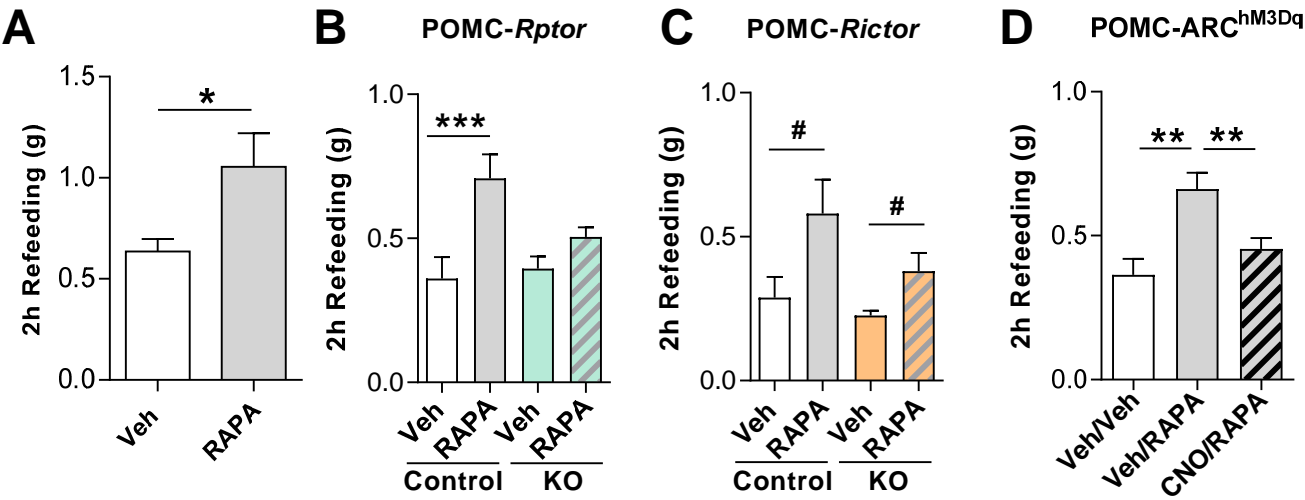 A
2h Refeeding (g)
1.5
1.0
0.5
0.0
*
Veh
RAPA
B
POMC-Rptor
2h Refeeding (g)
1.0
0.5
0.0
***
Veh
RAPA
Veh
RAPA
Control
KO
C
POMC-Rictor
2h Refeeding (g)
1.0
0.5
0.0
#
#
Veh
RAPA
Veh
RAPA
Control
KO
D
POMC-ARChM3Dq
2h Refeeding (g)
1.0
0.5
0.0
**
**
Veh/Veh
Veh/RAPA
CNO/RAPA